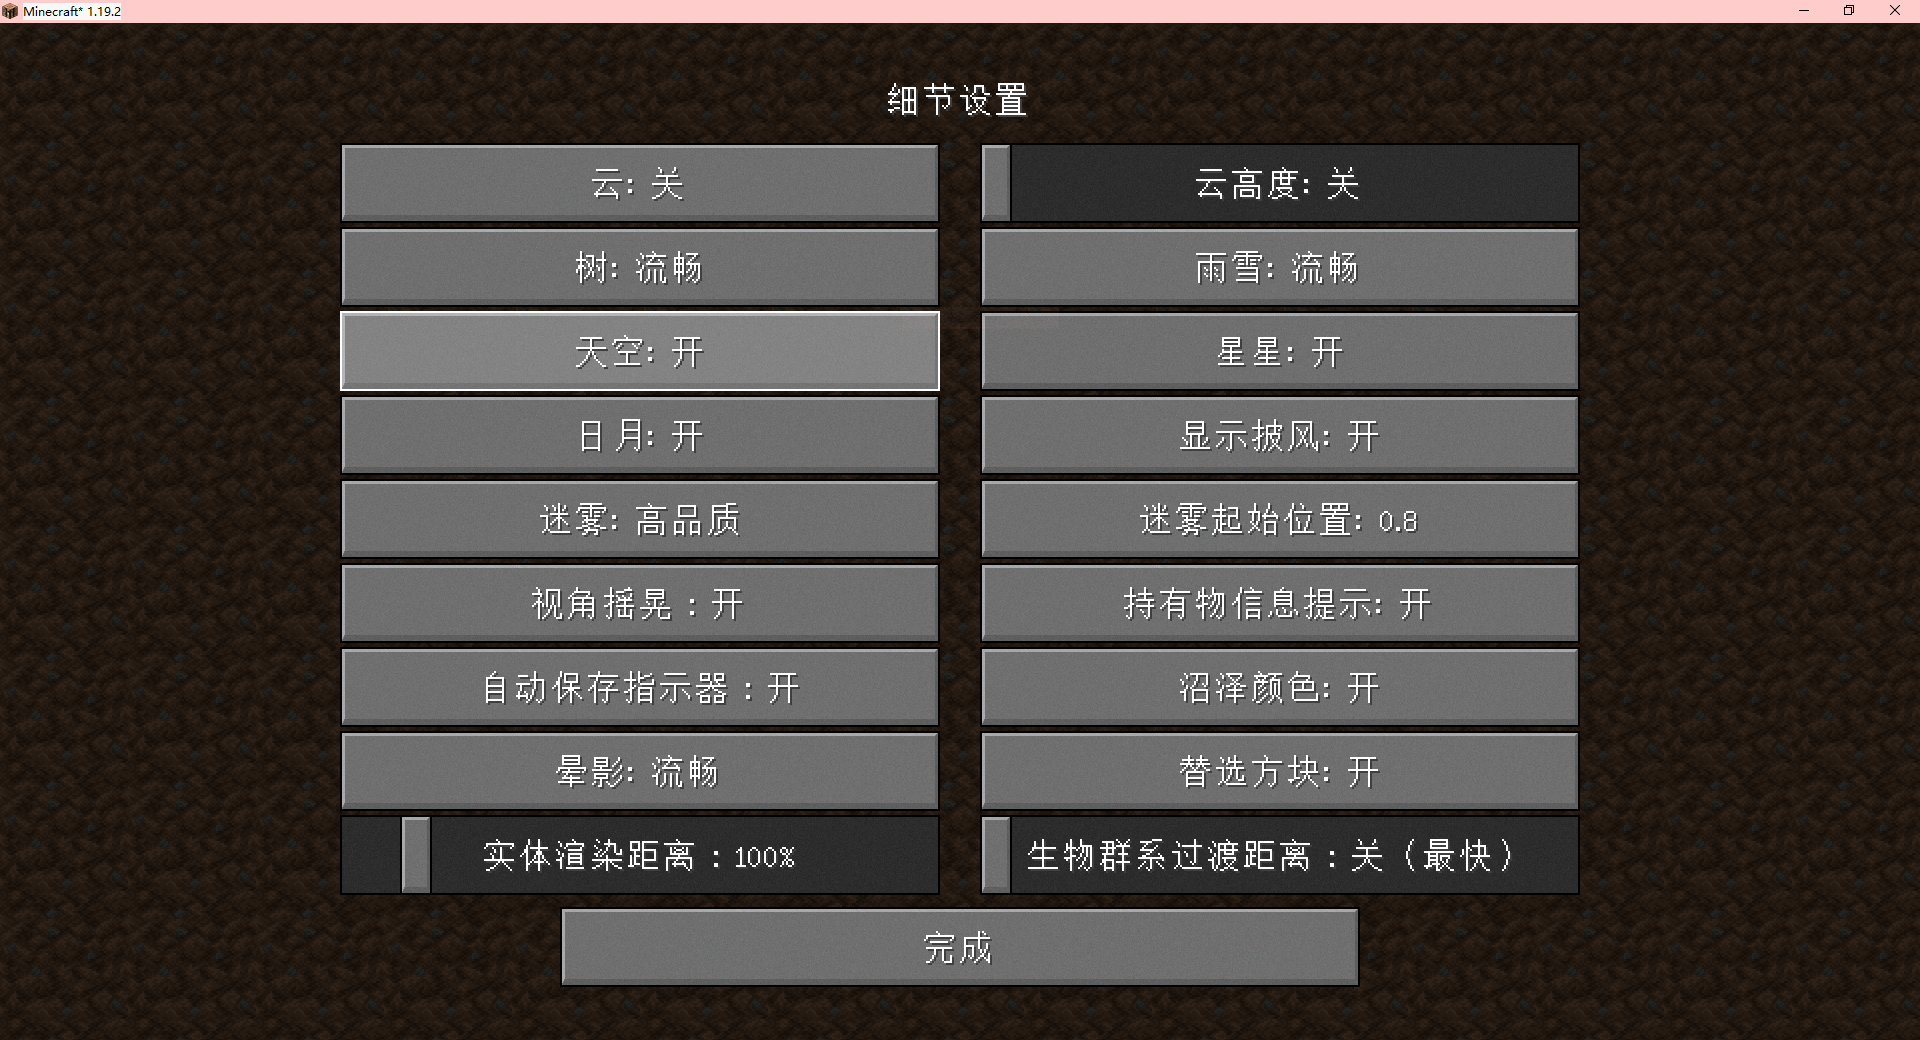 Minecraft* 1.19.2
细节设置
云: 关
云高度: 关
树: 流畅
雨雪: 流畅
天空: 开
星星: 开
日月: 开
显示披风: 开
迷雾: 高品质
迷雾起始位置: 0.8
视角摇晃：开
持有物信息提示: 开
自动保存指示器：开
沼泽颜色: 开
晕影: 流畅
替选方块: 开
实体渲染距离：100%
生物群系过渡距离：关（最快）
完成